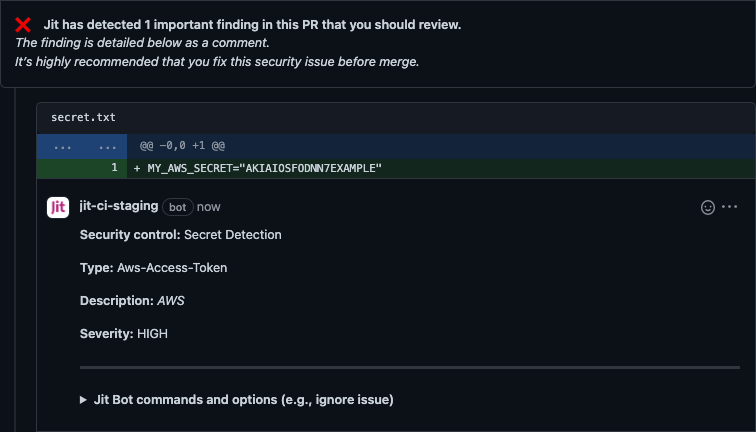 Jit has detected 1 important finding in this PR that you should review.
The finding is detailed below as a comment.
It's highly recommended that you fix this security issue before merge.
secret.txt
... ... @@ -0,0 +1 @@
1 + MY_AWS_SECRET="AKIAIOSFODNN7EXAMPLE"
Jit jit-ci-staging bot now
Security control: Secret Detection
Type: Aws-Access-Token
Description: AWS
Severity: HIGH
Jit Bot commands and options (e.g., ignore issue)